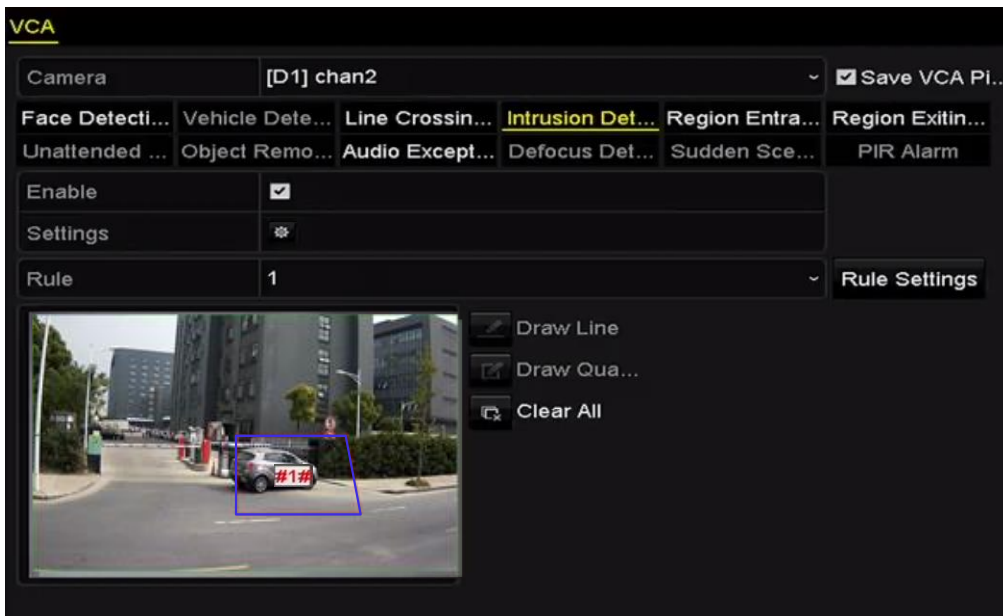 VCA
Camera [D1] chan2 Save VCA Pi...
Face Detecti... Vehicle Dete... Line Crossin... Intrusion Det... Region Entra... Region Exitin...
Unattended ... Object Remo... Audio Except... Defocus Det... Sudden Sce... PIR Alarm
Enable
Settings
Rule 1 Rule Settings
Draw Line
Draw Qua...
Clear All
#1#